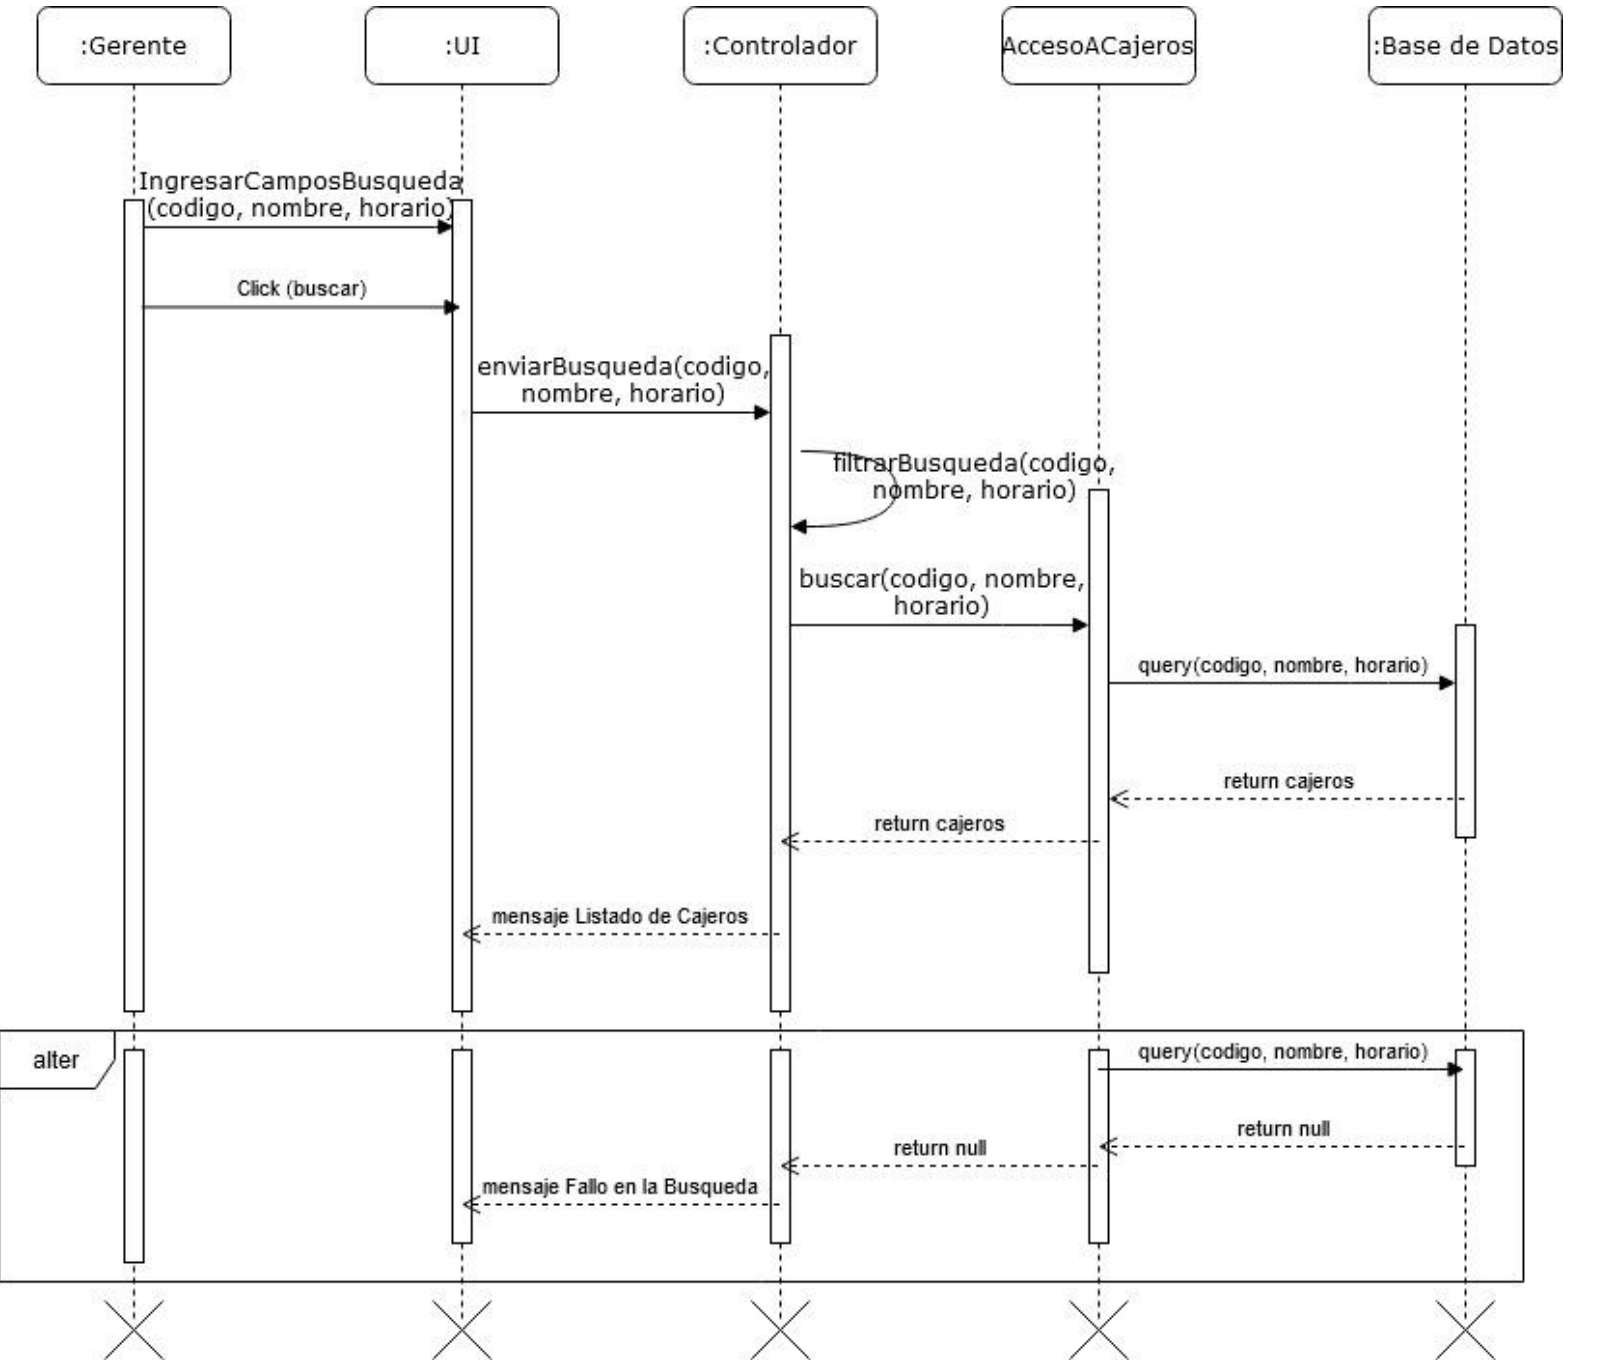 :Gerente
:UI
:Controlador
AccesoACajeros
:Base de Datos
IngresarCamposBusqueda
(codigo, nombre, horario)
Click (buscar)
enviarBusqueda(codigo,
nombre, horario)
filtrarBusqueda(codigo,
nombre, horario)
buscar(codigo, nombre,
horario)
query(codigo, nombre, horario)
return cajeros
return cajeros
mensaje Listado de Cajeros
alter
query(codigo, nombre, horario)
return null
return null
mensaje Fallo en la Busqueda